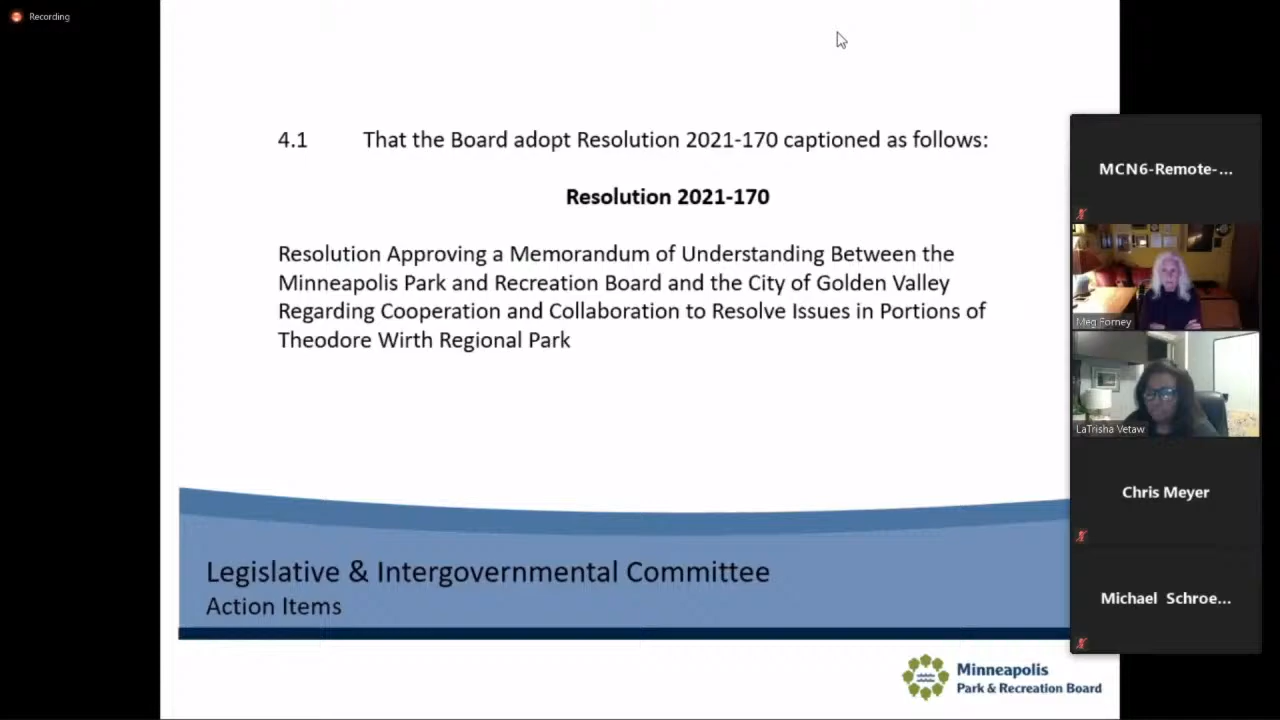 Recording
4.1 That the Board adopt Resolution 2021-170 captioned as follows:
Resolution 2021-170
Resolution Approving a Memorandum of Understanding Between the
Minneapolis Park and Recreation Board and the City of Golden Valley
Regarding Cooperation and Collaboration to Resolve Issues in Portions of
Theodore Wirth Regional Park
Legislative & Intergovernmental Committee
Action Items
Minneapolis
Park & Recreation Board
MCN6-Remote-...
Meg Forney
LaTrisha Vetaw
Chris Meyer
Michael Schroe...